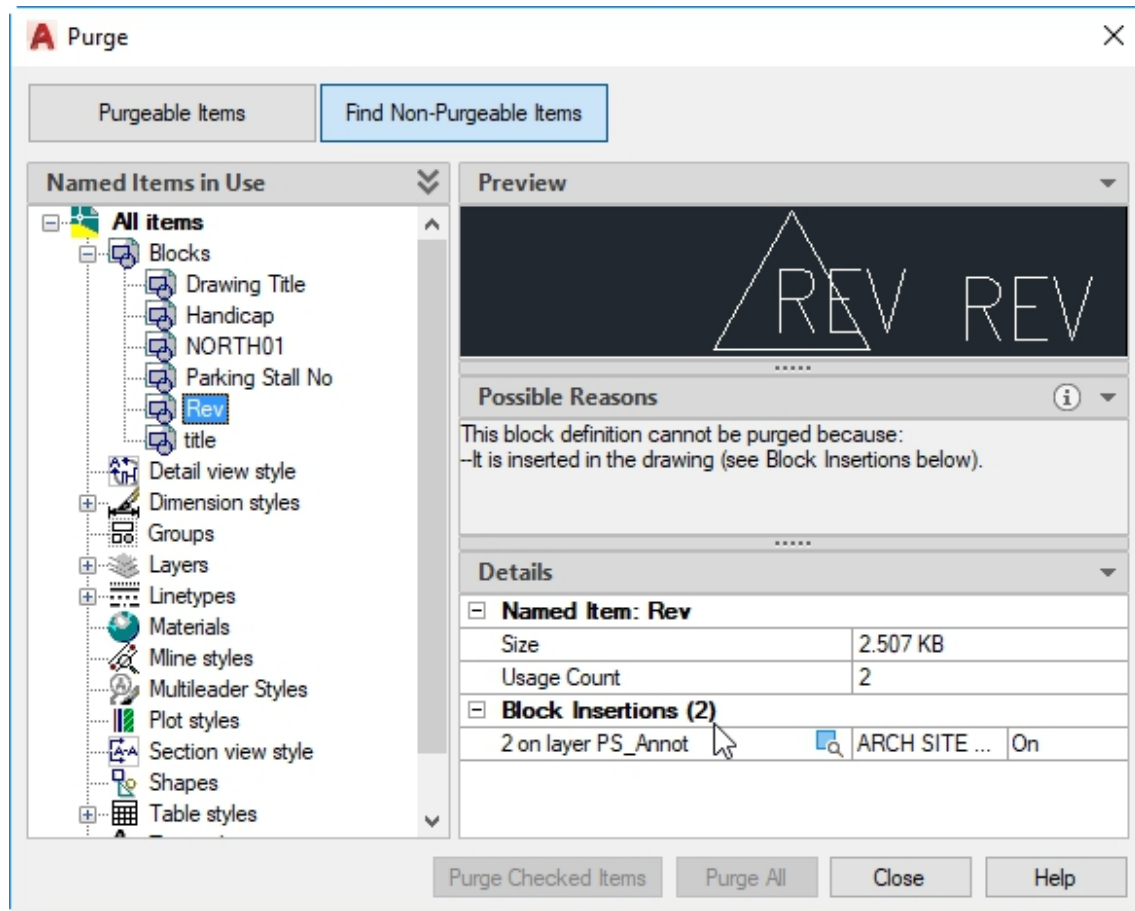 Purge
Purgeable Items
Find Non-Purgeable Items
Named Items in Use
All items
Blocks
Drawing Title
Handicap
NORTH01
Parking Stall No
Rev
title
Detail view style
Dimension styles
Groups
Layers
Linetypes
Materials
Mline styles
Multileader Styles
Plot styles
Section view style
Shapes
Table styles
Preview
REV REV
Possible Reasons
This block definition cannot be purged because:
--It is inserted in the drawing (see Block Insertions below).
Details
Named Item: Rev
Size 2.507 KB
Usage Count 2
Block Insertions (2)
2 on layer PS_Annot ARCH SITE ... On
Purge Checked Items
Purge All
Close
Help